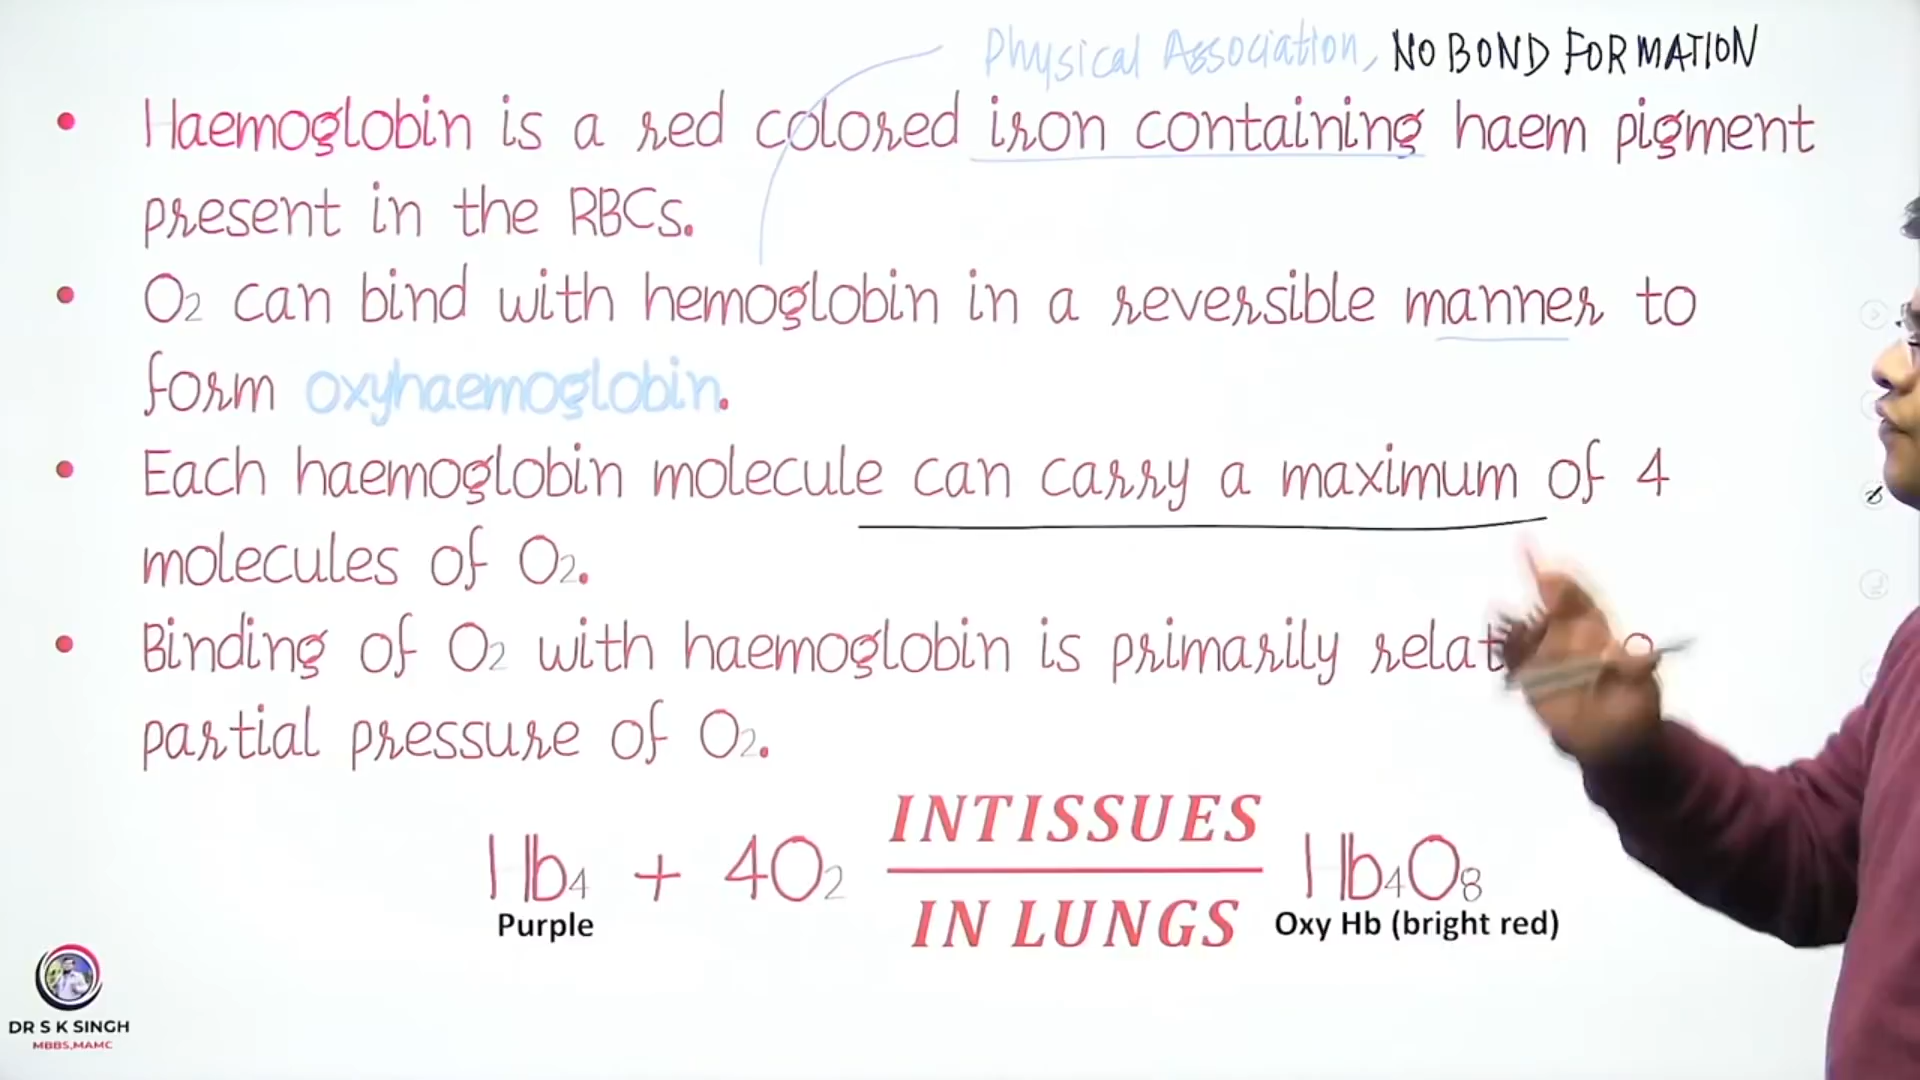 Physical Association, NO BOND FORMATION
• Haemoglobin is a red colored iron containing haem pigment
present in the RBCs.
• O₂ can bind with hemoglobin in a reversible manner to
form oxyhaemoglobin.
• Each haemoglobin molecule can carry a maximum of 4
molecules of O₂.
• Binding of O₂ with haemoglobin is primarily
partial pressure of O₂.
INTISSUES
Hb₄ + 4O₂ Hb₄O₈
IN LUNGS
Purple Oxy Hb (bright red)
DR S K SINGH
MBBS,MAMC